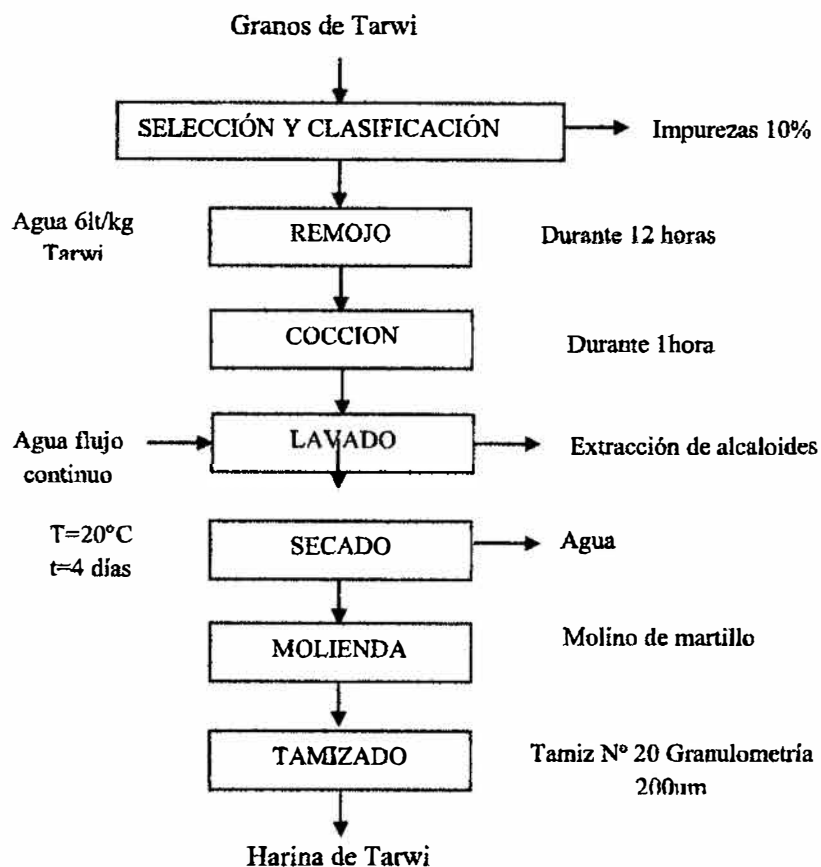 Granos de Tarwi
SELECCIÓN Y CLASIFICACIÓN
Impurezas 10%
Agua 6lt/kg
Tarwi
REMOJO
Durante 12 horas
COCCION
Durante 1hora
Agua flujo
continuo
LAVADO
Extracción de alcaloides
T=20°C
t=4 días
SECADO
Agua
MOLIENDA
Molino de martillo
TAMIZADO
Tamiz Nº 20 Granulometría
200um
Harina de Tarwi